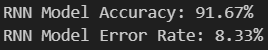 RNN Model Accuracy: 91.67%
RNN Model Error Rate: 8.33%